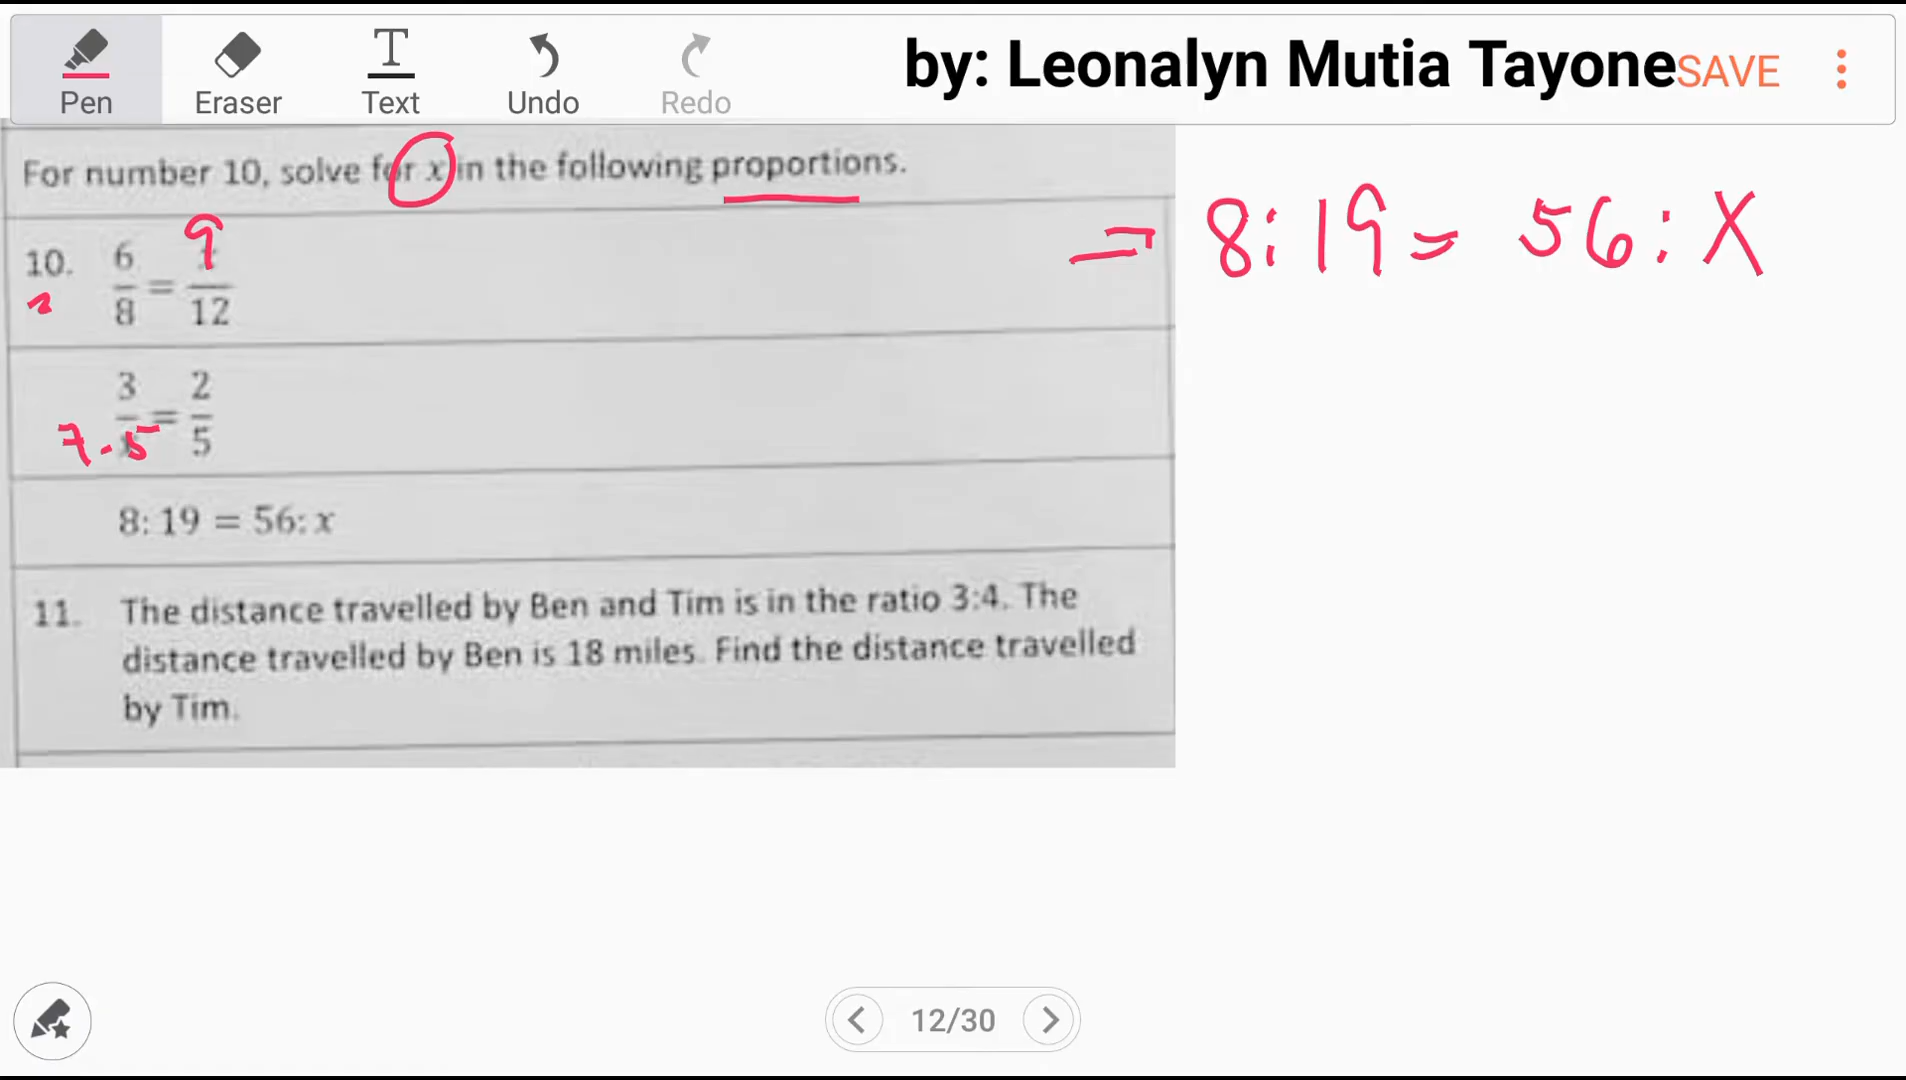 Pen Eraser Text Undo Redo by: Leonalyn Mutia Tayone SAVE
For number 10, solve for x in the following proportions.
10. 6/8 = 9/12
3/7.5 = 2/5
8: 19 = 56: x
11. The distance travelled by Ben and Tim is in the ratio 3:4. The
distance travelled by Ben is 18 miles. Find the distance travelled
by Tim.
8:19 = 56:X
12/30